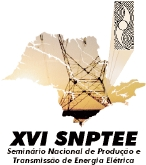 XVI SNPTEE
Seminário Nacional de Produção e
Transmissão de Energia Elétrica